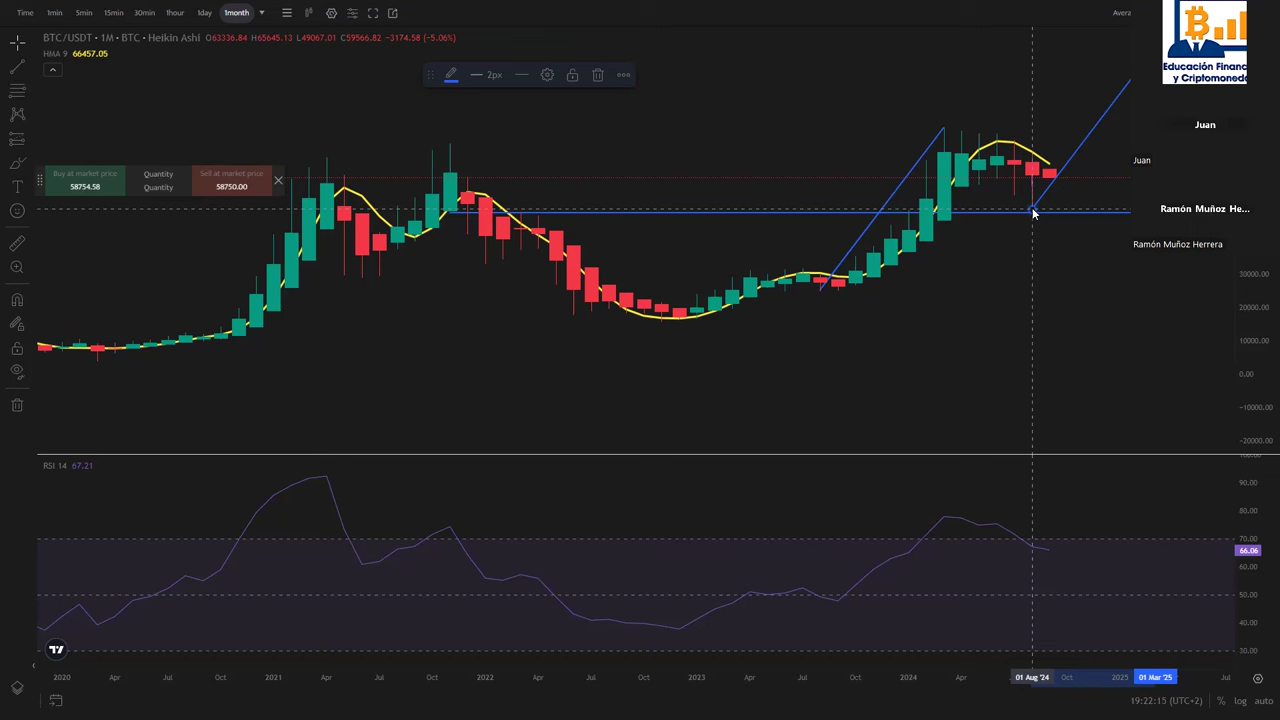 Time 1min 5min 15min 30min 1hour 1day 1month
Avera
BTC/USDT • 1M • BTC • Heikin Ashi O63336.84 H65645.13 L49067.01 C59566.82 −3174.58 (−5.06%)
HMA 9 66457.05
2px
Educación Financ
y Criptomoneda
Juan
Juan
Buy at market price
58754.58
Quantity
Quantity
Sell at market price
58750.00
Ramón Muñoz He...
Ramón Muñoz Herrera
30000.00
20000.00
10000.00
0.00
−10000.00
−20000.00
RSI 14 67.21
100.00
90.00
80.00
70.00
66.06
60.00
50.00
40.00
30.00
2020 Apr Jul Oct 2021 Apr Jul Oct 2022 Apr Jul Oct 2023 Apr Jul Oct 2024 Apr 01 Aug '24 Oct 2025 01 Mar '25 Jul
19:22:15 (UTC+2) % log auto